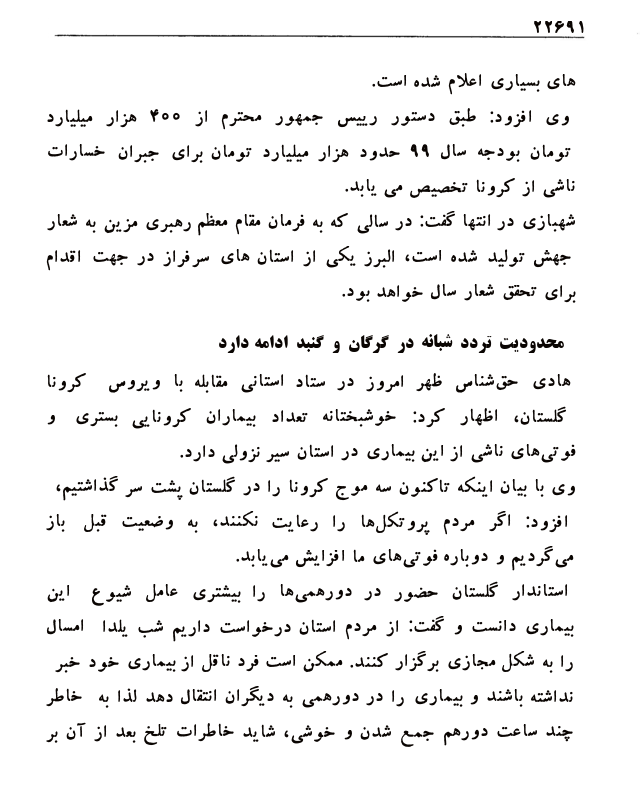 ۲۲۶۹۱
های بسیاری اعلام شده است.
وی افزود: طبق دستور رییس جمهور محترم از ۴۰۰ هزار میلیارد
تومان بودجه سال ۹۹ حدود هزار میلیارد تومان برای جبران خسارات
ناشی از کرونا تخصیص می یابد.
شهبازی در انتها گفت: در سالی که به فرمان مقام معظم رهبری مزین به شعار
جهش تولید شده است، البرز یکی از استان های سرفراز در جهت اقدام
برای تحقق شعار سال خواهد بود.
محدودیت تردد شبانه در گرگان و گنبد ادامه دارد
هادی حق‌شناس ظهر امروز در ستاد استانی مقابله با ویروس کرونا
گلستان، اظهار کرد: خوشبختانه تعداد بیماران کرونایی بستری و
فوتی‌های ناشی از این بیماری در استان سیر نزولی دارد.
وی با بیان اینکه تاکنون سه موج کرونا را در گلستان پشت سر گذاشتیم،
افزود: اگر مردم پروتکل‌ها را رعایت نکنند، به وضعیت قبل باز
می‌گردیم و دوباره فوتی‌های ما افزایش می‌یابد.
استاندار گلستان حضور در دورهمی‌ها را بیشتری عامل شیوع این
بیماری دانست و گفت: از مردم استان درخواست داریم شب یلدا امسال
را به شکل مجازی برگزار کنند. ممکن است فرد ناقل از بیماری خود خبر
نداشته باشند و بیماری را در دورهمی به دیگران انتقال دهد لذا به خاطر
چند ساعت دورهم جمع شدن و خوشی، شاید خاطرات تلخ بعد از آن بر